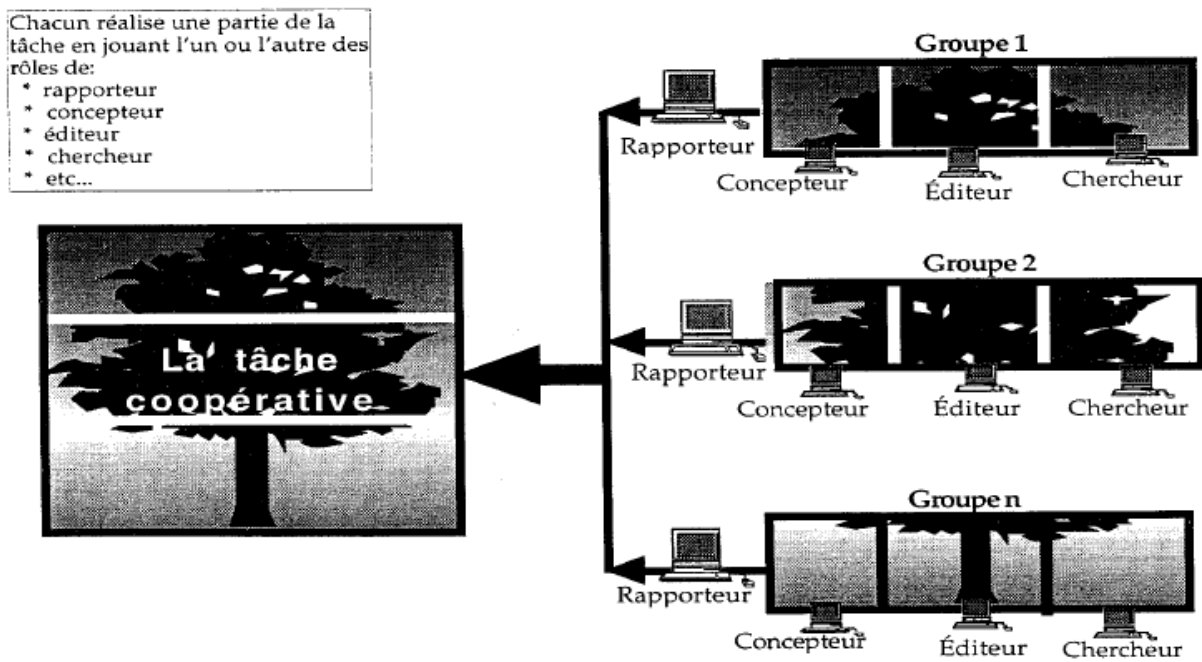 Chacun réalise une partie de la
tâche en jouant l'un ou l'autre des
rôles de:
* rapporteur
* concepteur
* éditeur
* chercheur
* etc...
Groupe 1
Rapporteur
Concepteur
Éditeur
Chercheur
Groupe 2
Rapporteur
Concepteur
Éditeur
Chercheur
La tâche
coopérative
Groupe n
Rapporteur
Concepteur
Éditeur
Chercheur